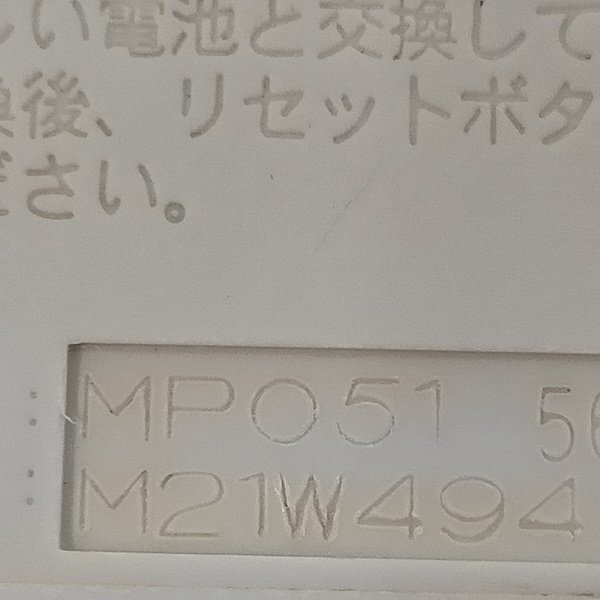 い電池と交換して
後、リセットボタ
ださい。
MP051 56
M21W494